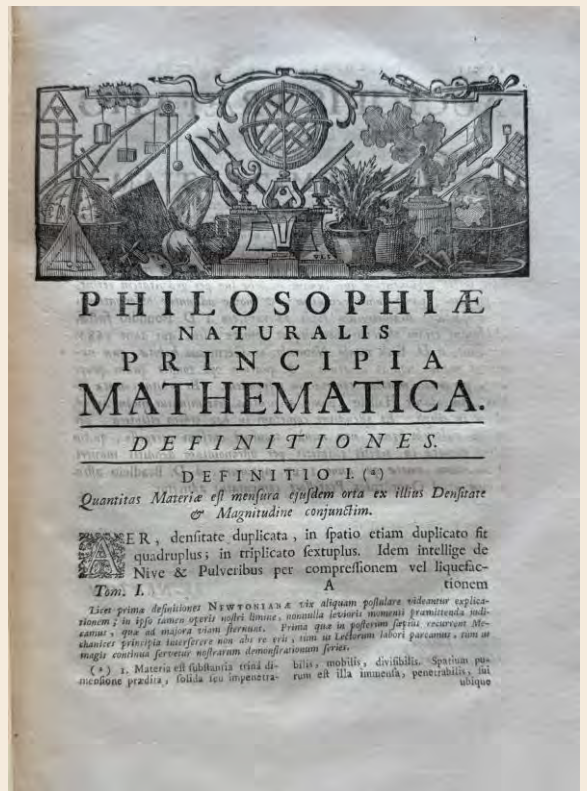 PHILOSOPHIÆ
NATURALIS
PRINCIPIA
MATHEMATICA.
DEFINITIONES.
DEFINITIO I. (ᵃ)
Quantitas Materiæ eſt menſura ejuſdem orta ex illius Denſitate
& Magnitudine conjunctim.
AER, denſitate duplicata, in ſpatio etiam duplicato fit
quadruplus; in triplicato ſextuplus. Idem intellige de
Nive & Pulveribus per compreſſionem vel liquefac-
Tom. I. A tionem
Licet primæ definitiones NEWTONIANÆ vix aliquam poſtulare videantur explica-
tionem; in ipſo tamen operis noſtri limine, nonnulla levioris momenti præmittenda judi-
camus, quæ ad majora viam ſternunt. Prima quæ in poſterum ſæpiùs recurrent Me-
chanices principia interſerere non abs re erit, tum ut Lectorum labori parcamus, tum ut
magis continua ſervetur noſtrarum demonſtrationum ſeries.
(ᵃ) 1. Materia eſt ſubſtantia trinâ di-
menſione prædita, ſolida ſeu impenetra-
bilis, mobilis, diviſibilis. Spatium pu-
rum eſt illa immenſa, penetrabilis, ſui
ubique